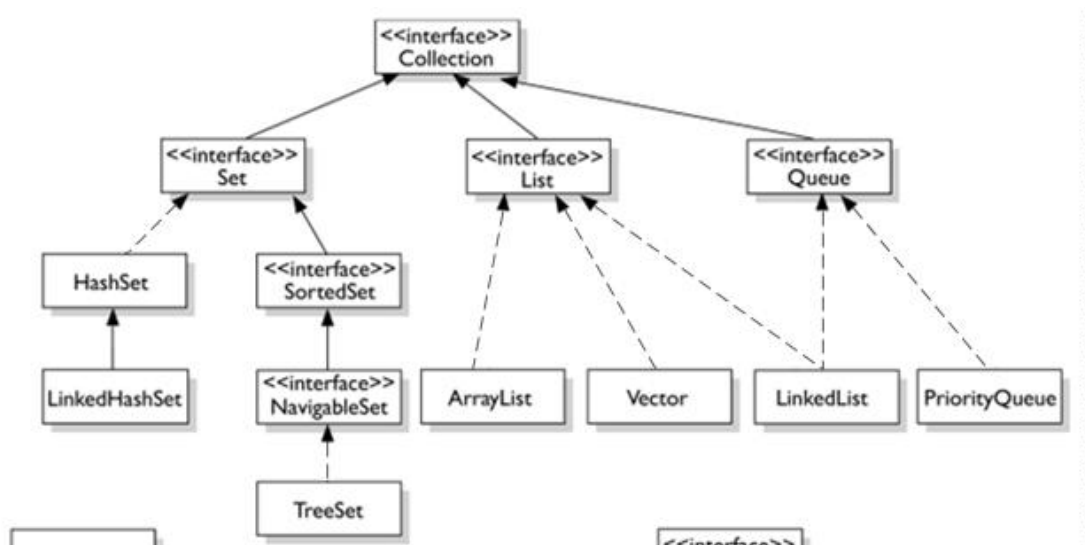 <<interface>>
Collection
<<interface>>
Set
<<interface>>
List
<<interface>>
Queue
HashSet
<<interface>>
SortedSet
LinkedHashSet
<<interface>>
NavigableSet
ArrayList
Vector
LinkedList
PriorityQueue
TreeSet
<<interface>>